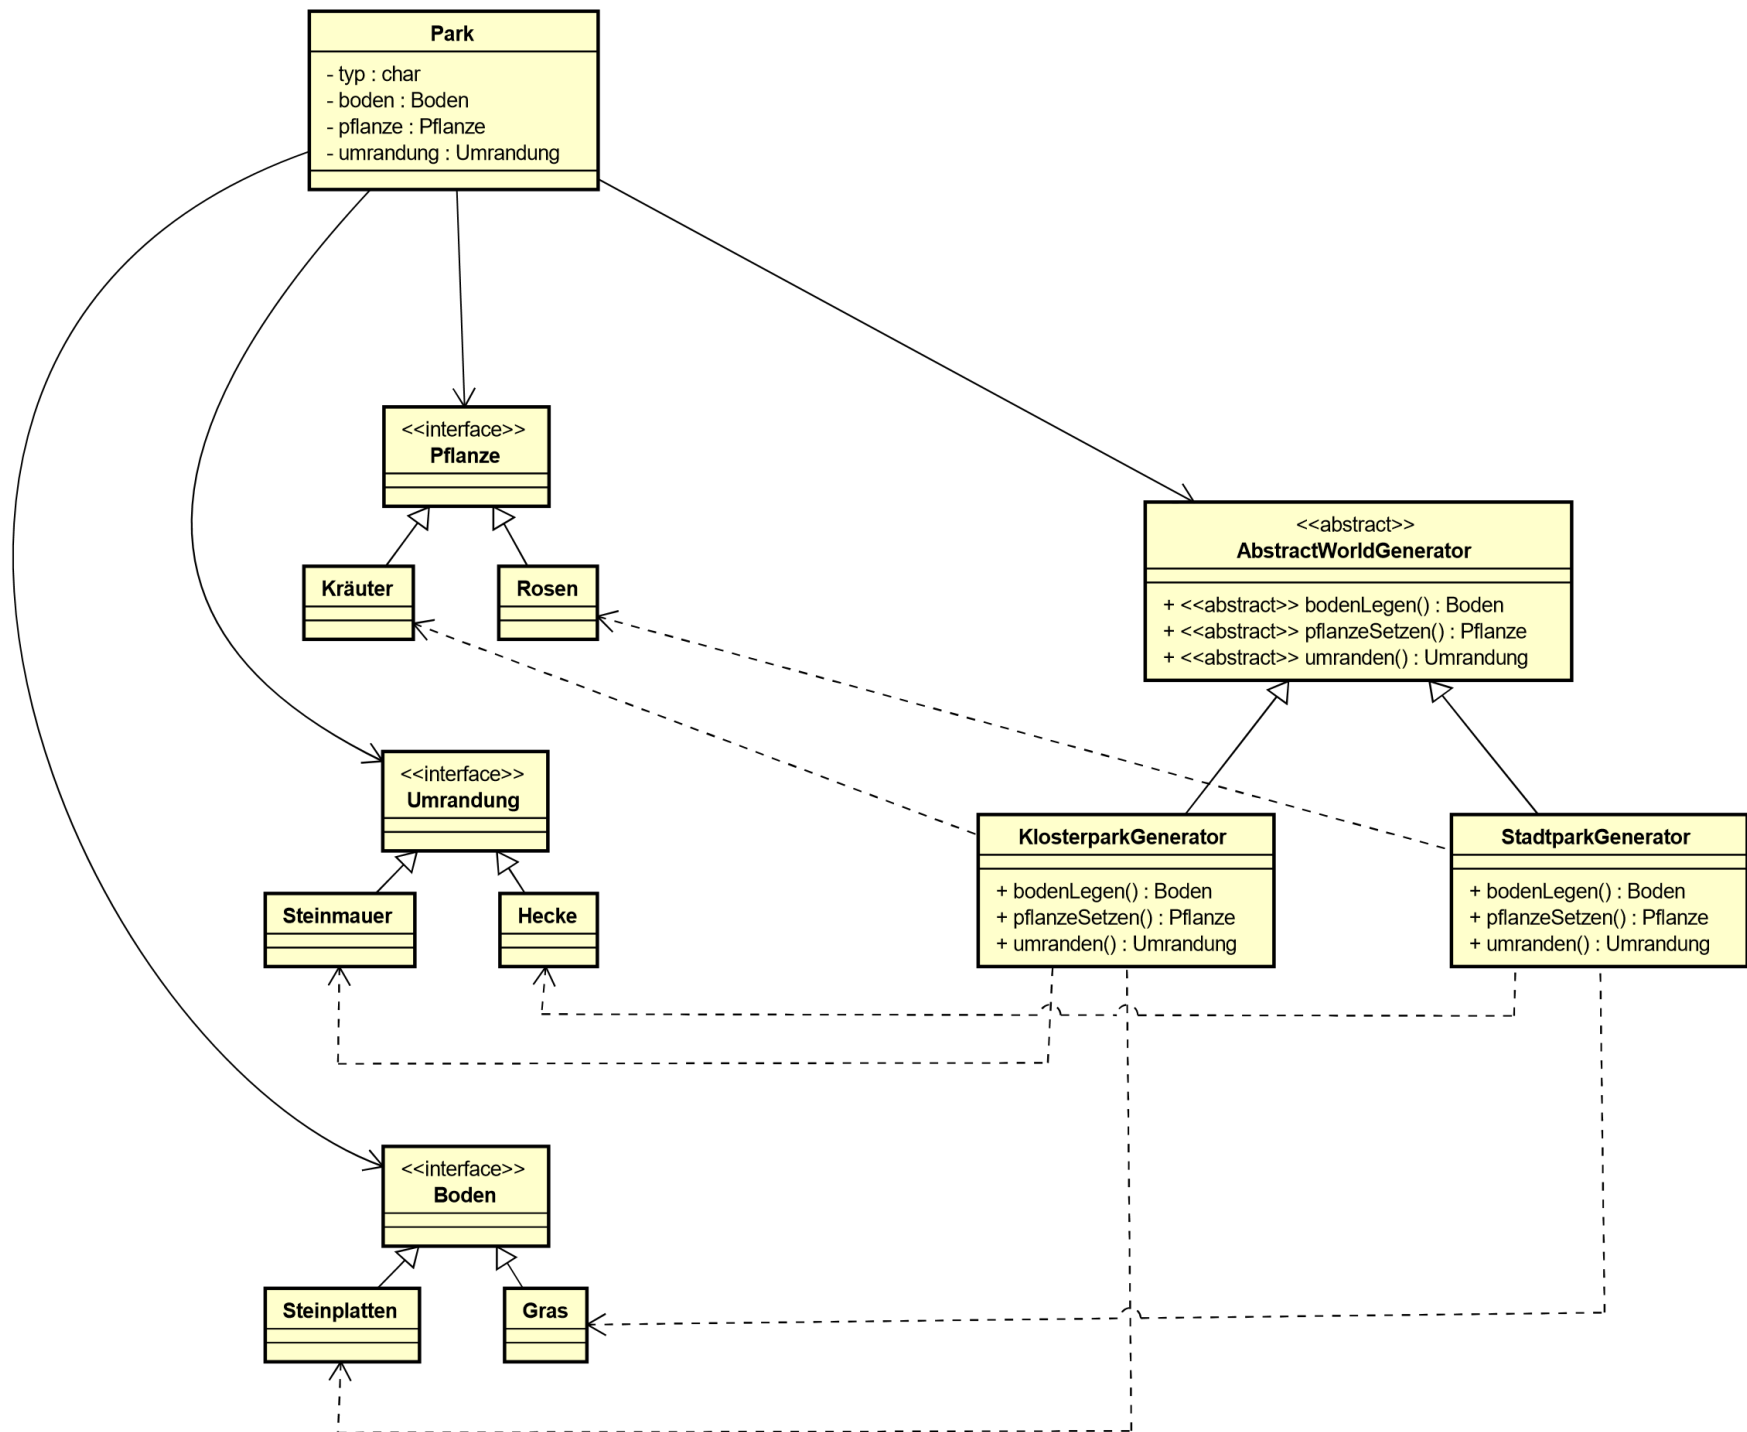 Park
- typ : char
- boden : Boden
- pflanze : Pflanze
- umrandung : Umrandung
<<interface>>
Pflanze
Kräuter
Rosen
<<abstract>>
AbstractWorldGenerator
+ <<abstract>> bodenLegen() : Boden
+ <<abstract>> pflanzeSetzen() : Pflanze
+ <<abstract>> umranden() : Umrandung
<<interface>>
Umrandung
Steinmauer
Hecke
KlosterparkGenerator
+ bodenLegen() : Boden
+ pflanzeSetzen() : Pflanze
+ umranden() : Umrandung
StadtparkGenerator
+ bodenLegen() : Boden
+ pflanzeSetzen() : Pflanze
+ umranden() : Umrandung
<<interface>>
Boden
Steinplatten
Gras